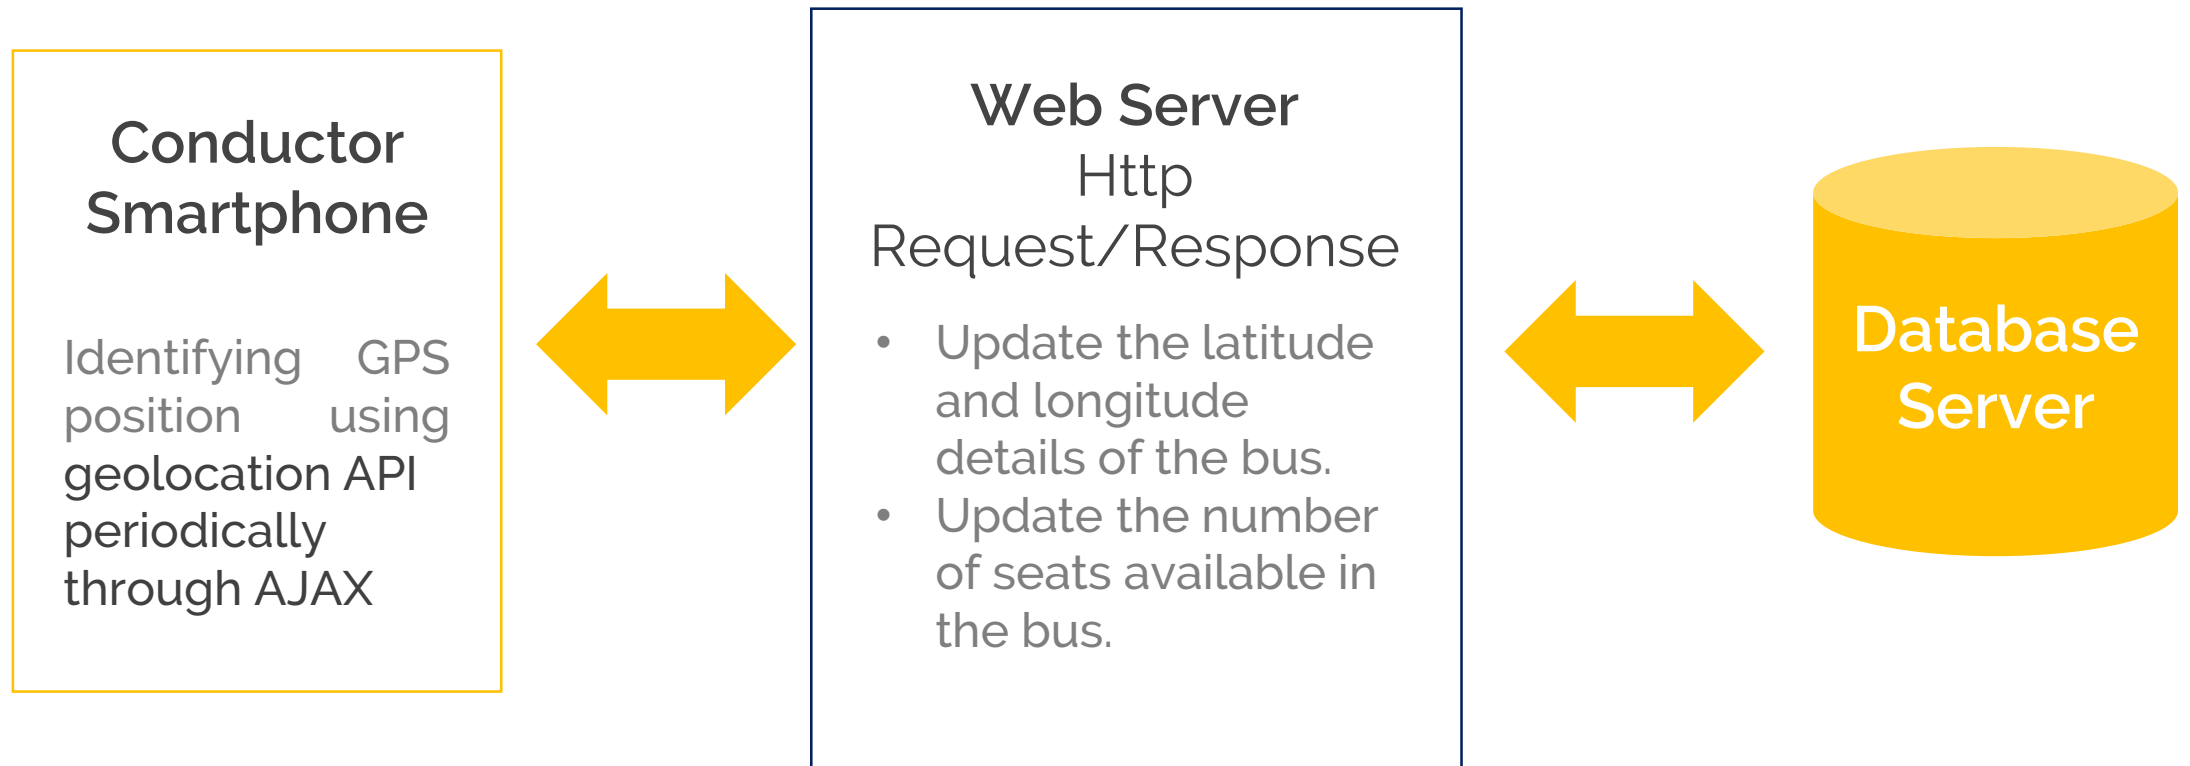 Conductor
Smartphone
Identifying GPS
position using
geolocation API
periodically
through AJAX
Web Server
Http
Request/Response
• Update the latitude
and longitude
details of the bus.
• Update the number
of seats available in
the bus.
Database
Server